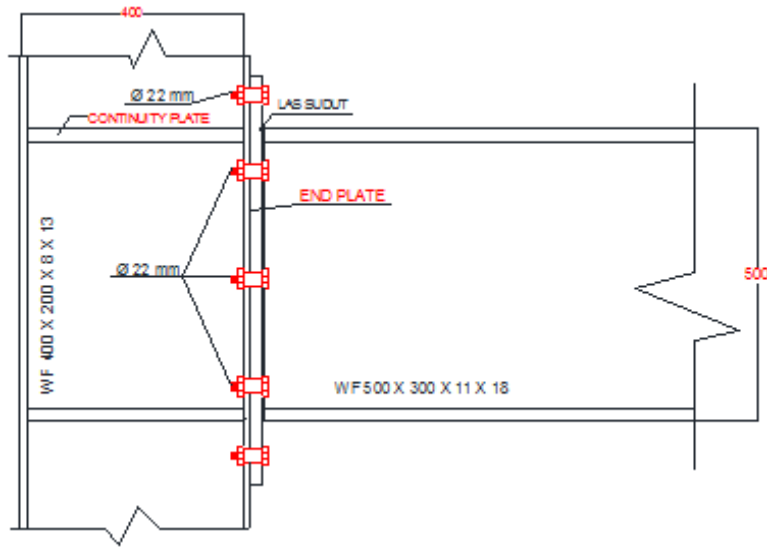 400
Ø 22 mm
LAS SUDUT
CONTINUITY PLATE
END PLATE
Ø 22 mm
500
WF 400 X 200 X 8 X 13
WF 500 X 300 X 11 X 18